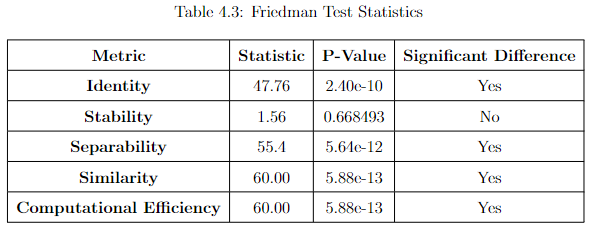 Table 4.3: Friedman Test Statistics
Metric Statistic P-Value Significant Difference
Identity 47.76 2.40e-10 Yes
Stability 1.56 0.668493 No
Separability 55.4 5.64e-12 Yes
Similarity 60.00 5.88e-13 Yes
Computational Efficiency 60.00 5.88e-13 Yes